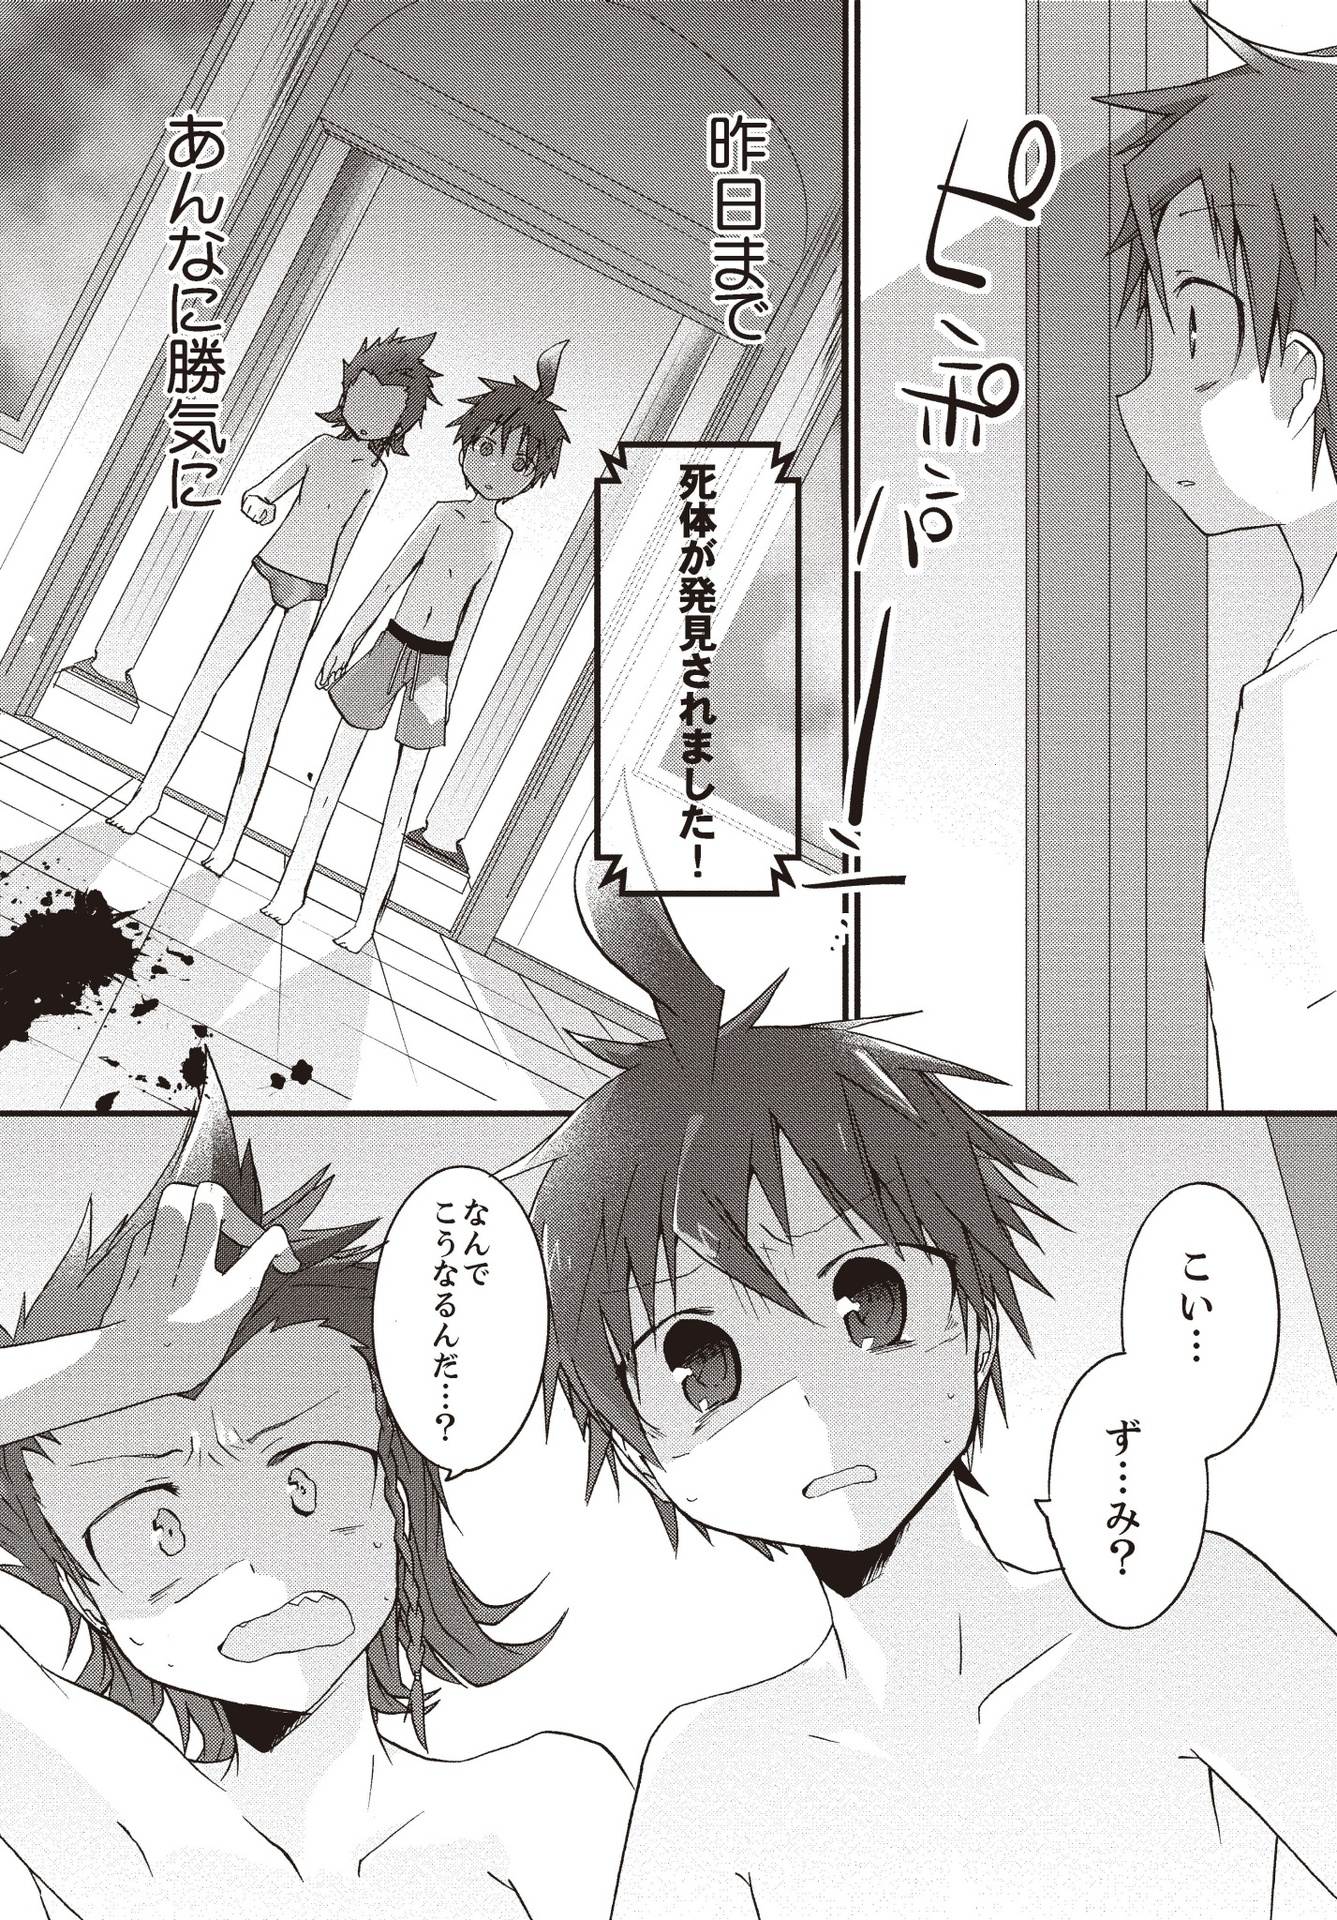 ピンポーン
死体が発見されました！
昨日まで
あんなに勝気に
こい…
ず…み？
なんで
こうなるんだ…？